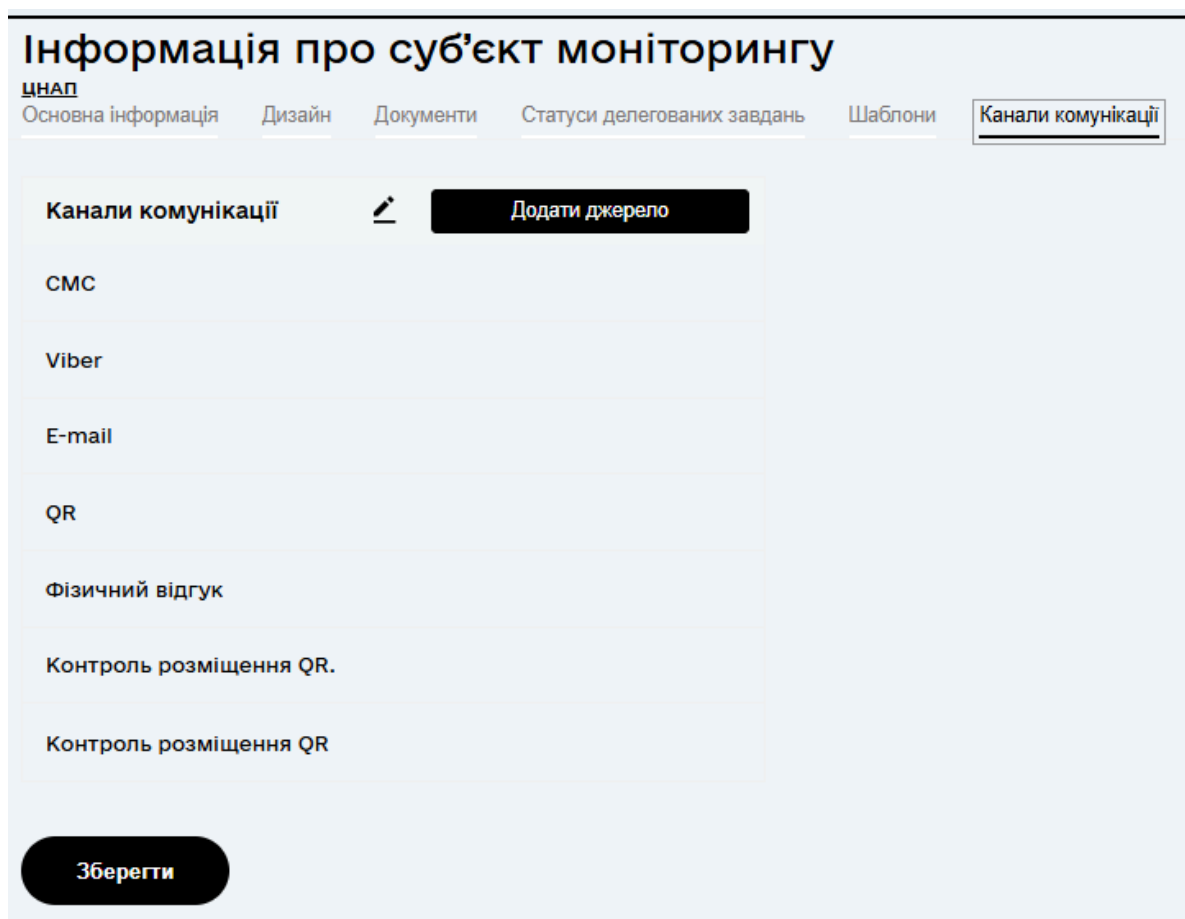 Інформація про суб’єкт моніторингу
ЦНАП
Основна інформація Дизайн Документи Статуси делегованих завдань Шаблони Канали комунікації
Канали комунікації Додати джерело
СМС
Viber
E-mail
QR
Фізичний відгук
Контроль розміщення QR.
Контроль розміщення QR
Зберегти